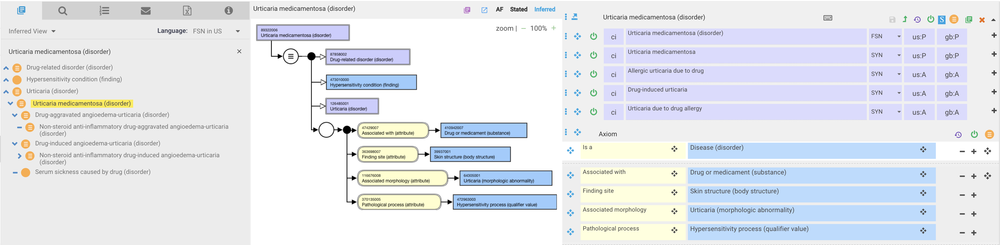 Inferred View
Language: FSN in US
Urticaria medicamentosa (disorder)
Drug-related disorder (disorder)
Hypersensitivity condition (finding)
Urticaria (disorder)
Urticaria medicamentosa (disorder)
Drug-aggravated angioedema-urticaria (disorder)
Non-steroid anti-inflammatory drug-aggravated angioedema-urticaria
(disorder)
Drug-induced angioedema-urticaria (disorder)
Non-steroid anti-inflammatory drug-induced angioedema-urticaria
(disorder)
Serum sickness caused by drug (disorder)
Urticaria medicamentosa (disorder)
AF Stated Inferred
zoom | − 100% +
89322006
Urticaria medicamentosa (disorder)
87858002
Drug-related disorder (disorder)
473010000
Hypersensitivity condition (finding)
126485001
Urticaria (disorder)
47429007
Associated with (attribute)
410942007
Drug or medicament (substance)
363698007
Finding site (attribute)
39937001
Skin structure (body structure)
116676008
Associated morphology (attribute)
64305001
Urticaria (morphologic abnormality)
370135005
Pathological process (attribute)
472963003
Hypersensitivity process (qualifier value)
Urticaria medicamentosa (disorder)
S
ci Urticaria medicamentosa (disorder) FSN us:P gb:P
ci Urticaria medicamentosa SYN us:P gb:P
ci Allergic urticaria due to drug SYN us:A gb:A
ci Drug-induced urticaria SYN us:A gb:A
ci Urticaria due to drug allergy SYN us:A gb:A
Axiom
Is a Disease (disorder)
Associated with Drug or medicament (substance)
Finding site Skin structure (body structure)
Associated morphology Urticaria (morphologic abnormality)
Pathological process Hypersensitivity process (qualifier value)